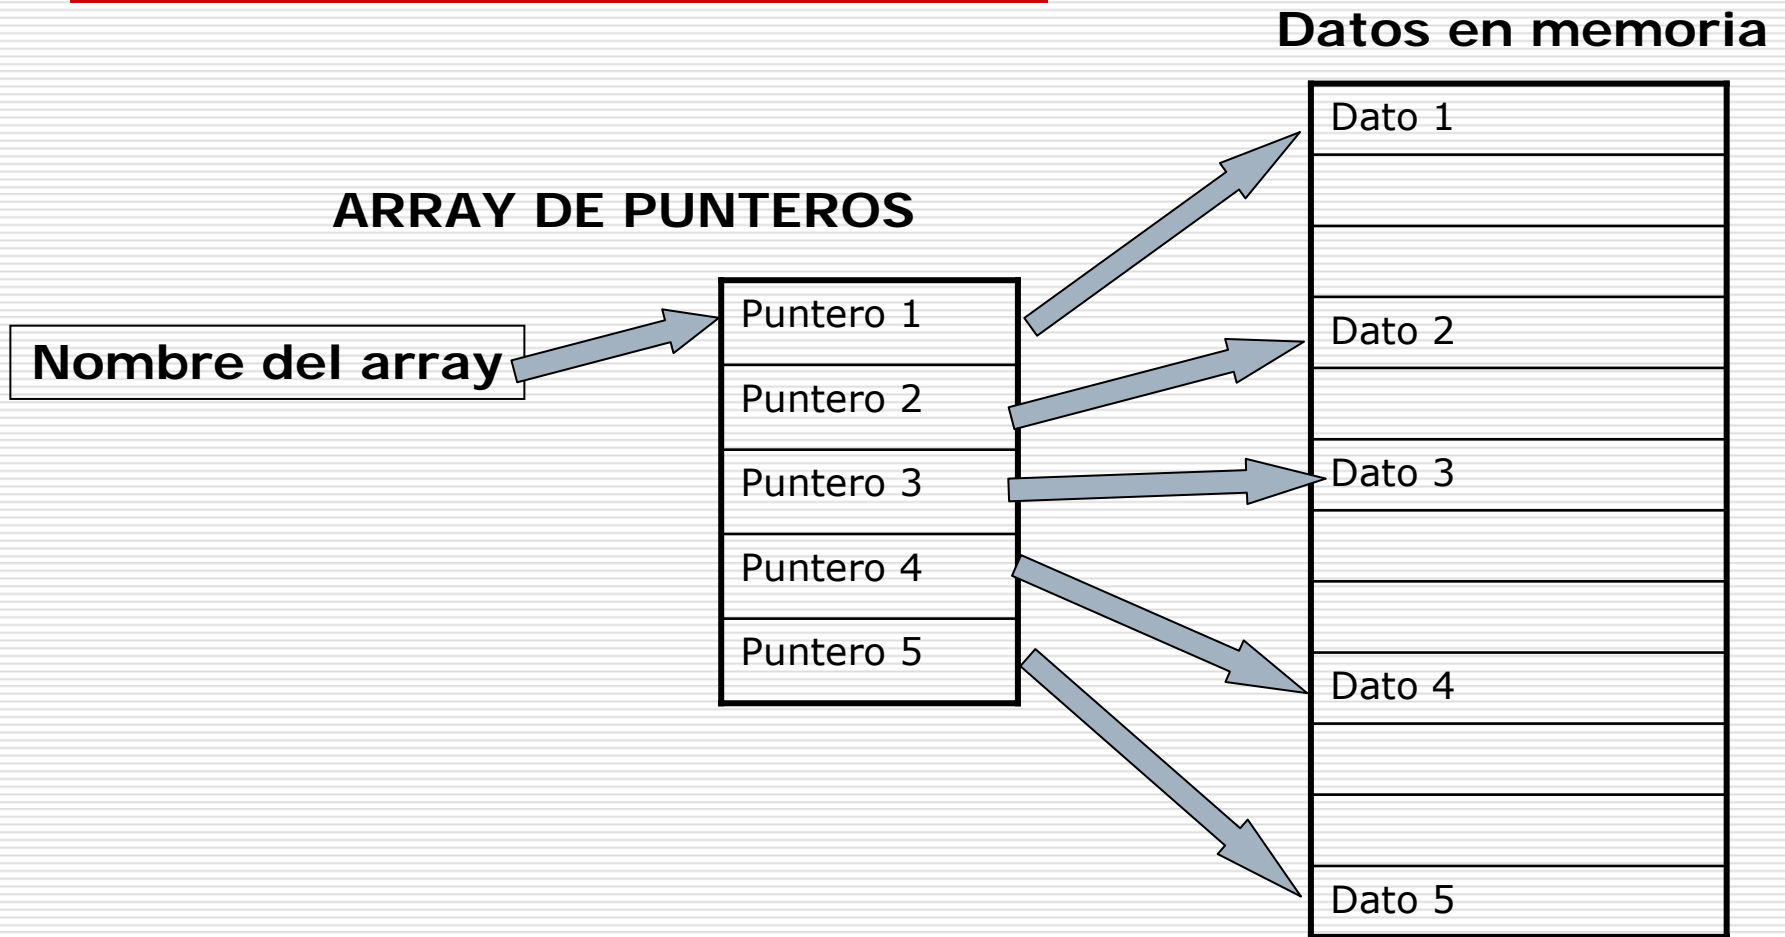 Datos en memoria
ARRAY DE PUNTEROS
Nombre del array
Puntero 1
Puntero 2
Puntero 3
Puntero 4
Puntero 5
Dato 1
Dato 2
Dato 3
Dato 4
Dato 5